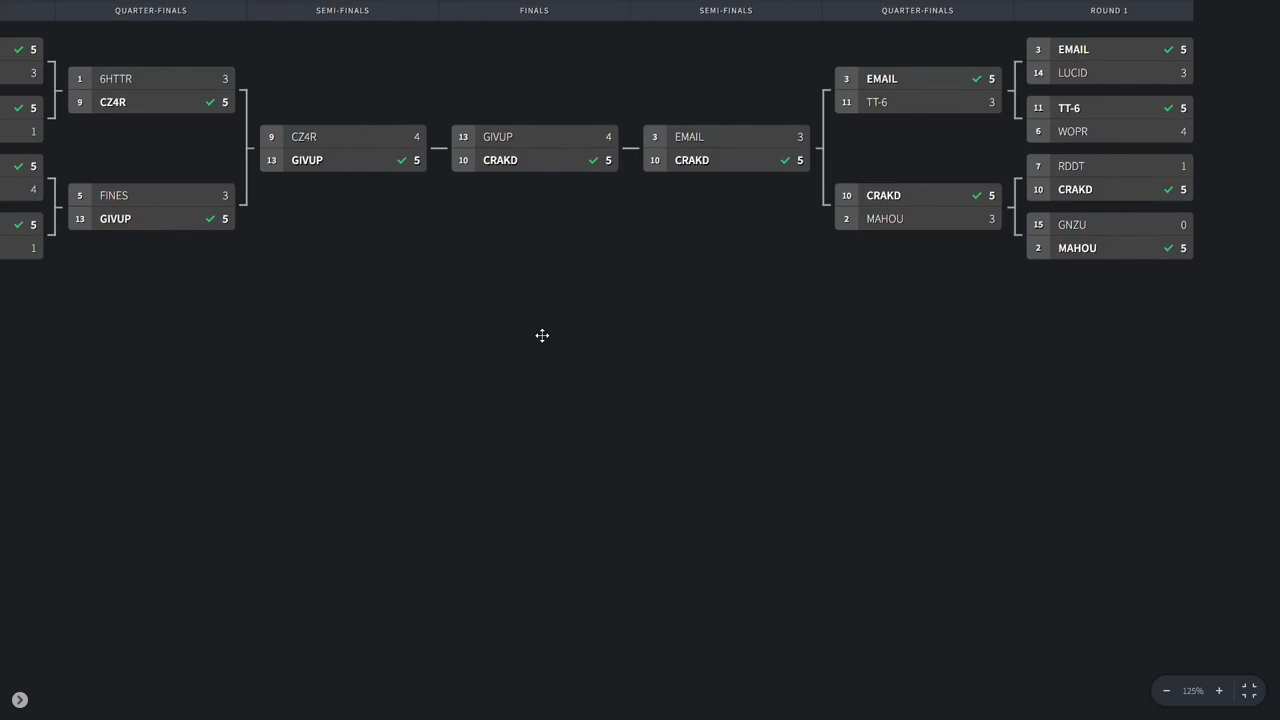 QUARTER-FINALS SEMI-FINALS FINALS SEMI-FINALS QUARTER-FINALS ROUND 1
5
3
5
1
5
4
5
1
1 6HTTR 3
9 CZ4R 5
5 FINES 3
13 GIVUP 5
9 CZ4R 4
13 GIVUP 5
13 GIVUP 4
10 CRAKD 5
3 EMAIL 3
10 CRAKD 5
3 EMAIL 5
11 TT-6 3
10 CRAKD 5
2 MAHOU 3
3 EMAIL 5
14 LUCID 3
11 TT-6 5
6 WOPR 4
7 RDDT 1
10 CRAKD 5
15 GNZU 0
2 MAHOU 5
125%